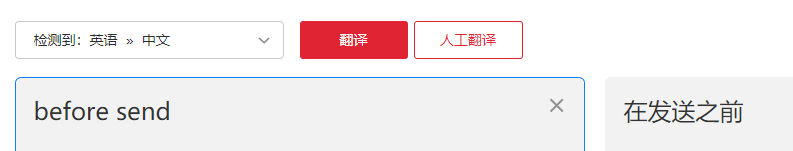 检测到：英语 » 中文
翻译
人工翻译
before send
在发送之前